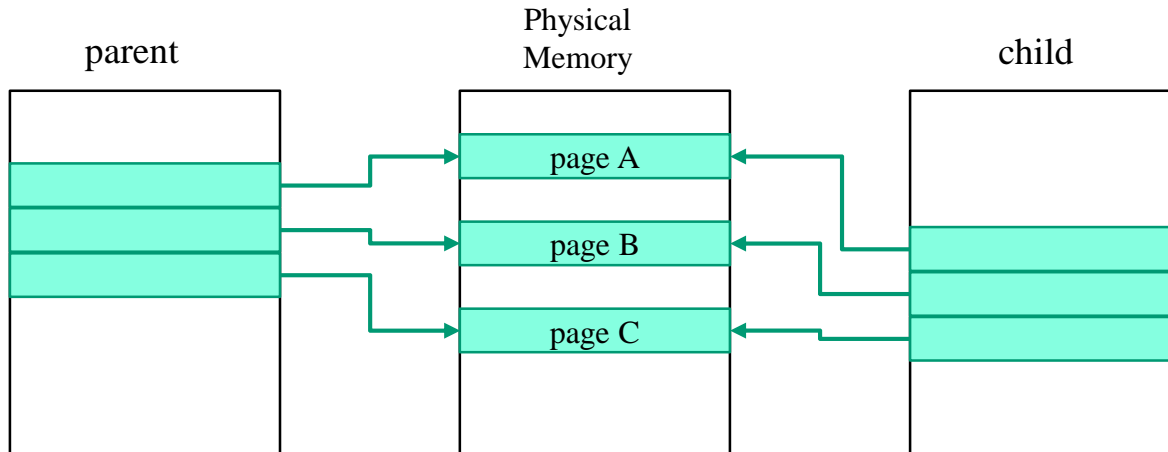 Physical
Memory
parent
child
page A
page B
page C